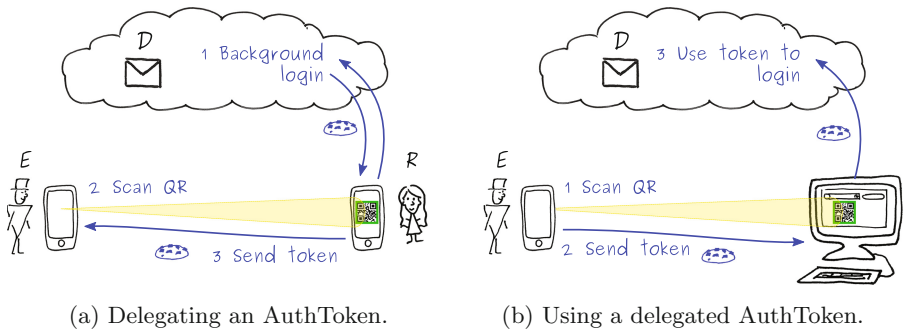 D
1 Background
login
E
R
2 Scan QR
3 Send token
(a) Delegating an AuthToken.
D
3 Use token to
login
E
1 Scan QR
2 Send token
(b) Using a delegated AuthToken.